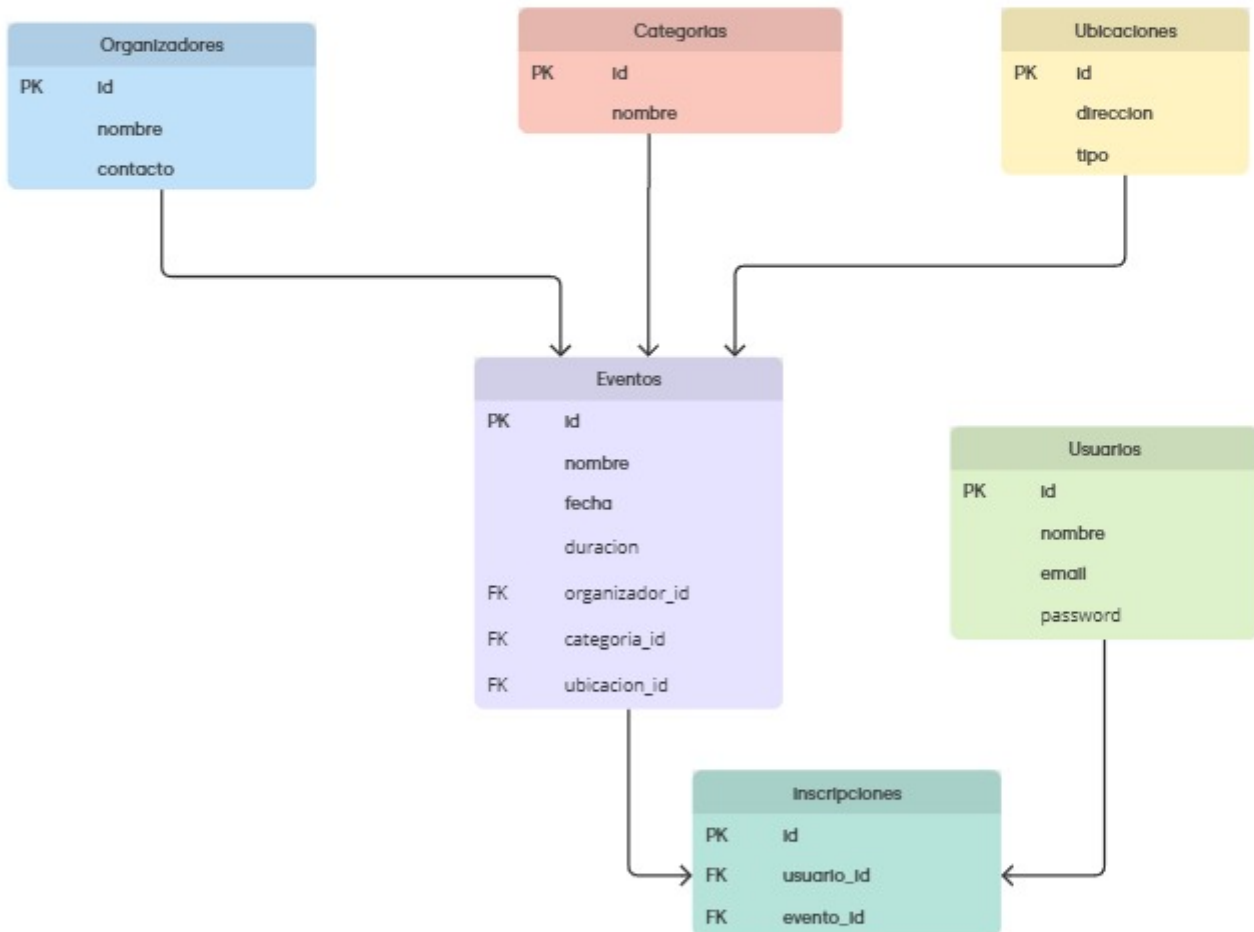 Organizadores
PK id
nombre
contacto
Categorias
PK id
nombre
Ubicaciones
PK id
direccion
tipo
Eventos
PK id
nombre
fecha
duracion
FK organizador_id
FK categoria_id
FK ubicacion_id
Usuarios
PK id
nombre
email
password
Inscripciones
PK id
FK usuario_id
FK evento_id